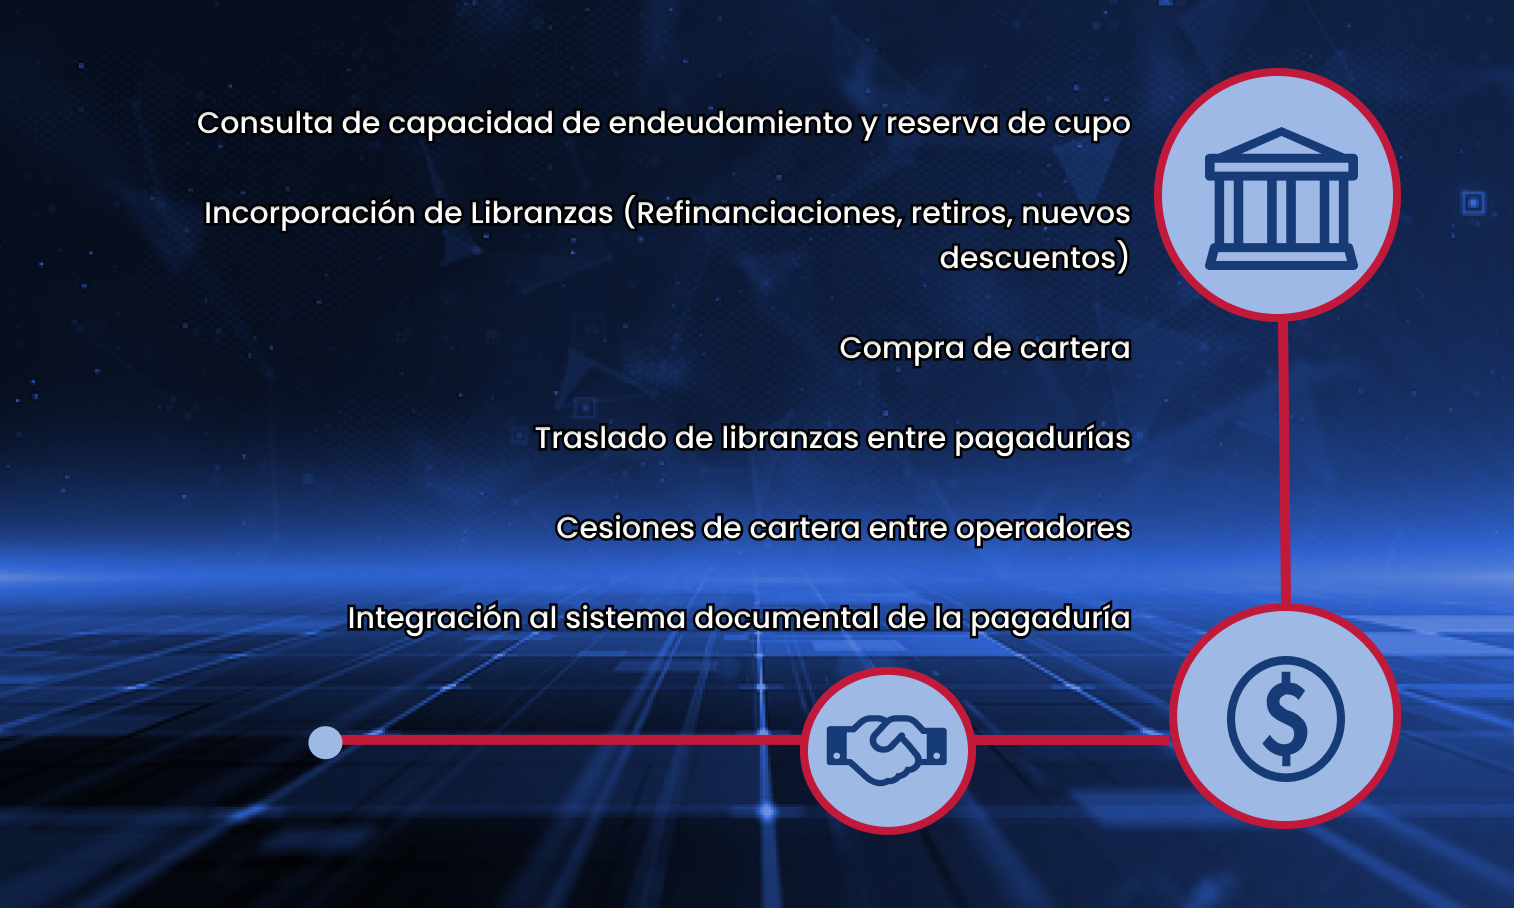 Consulta de capacidad de endeudamiento y reserva de cupo
Incorporación de Libranzas (Refinanciaciones, retiros, nuevos
descuentos)
Compra de cartera
Traslado de libranzas entre pagadurías
Cesiones de cartera entre operadores
Integración al sistema documental de la pagaduría
$